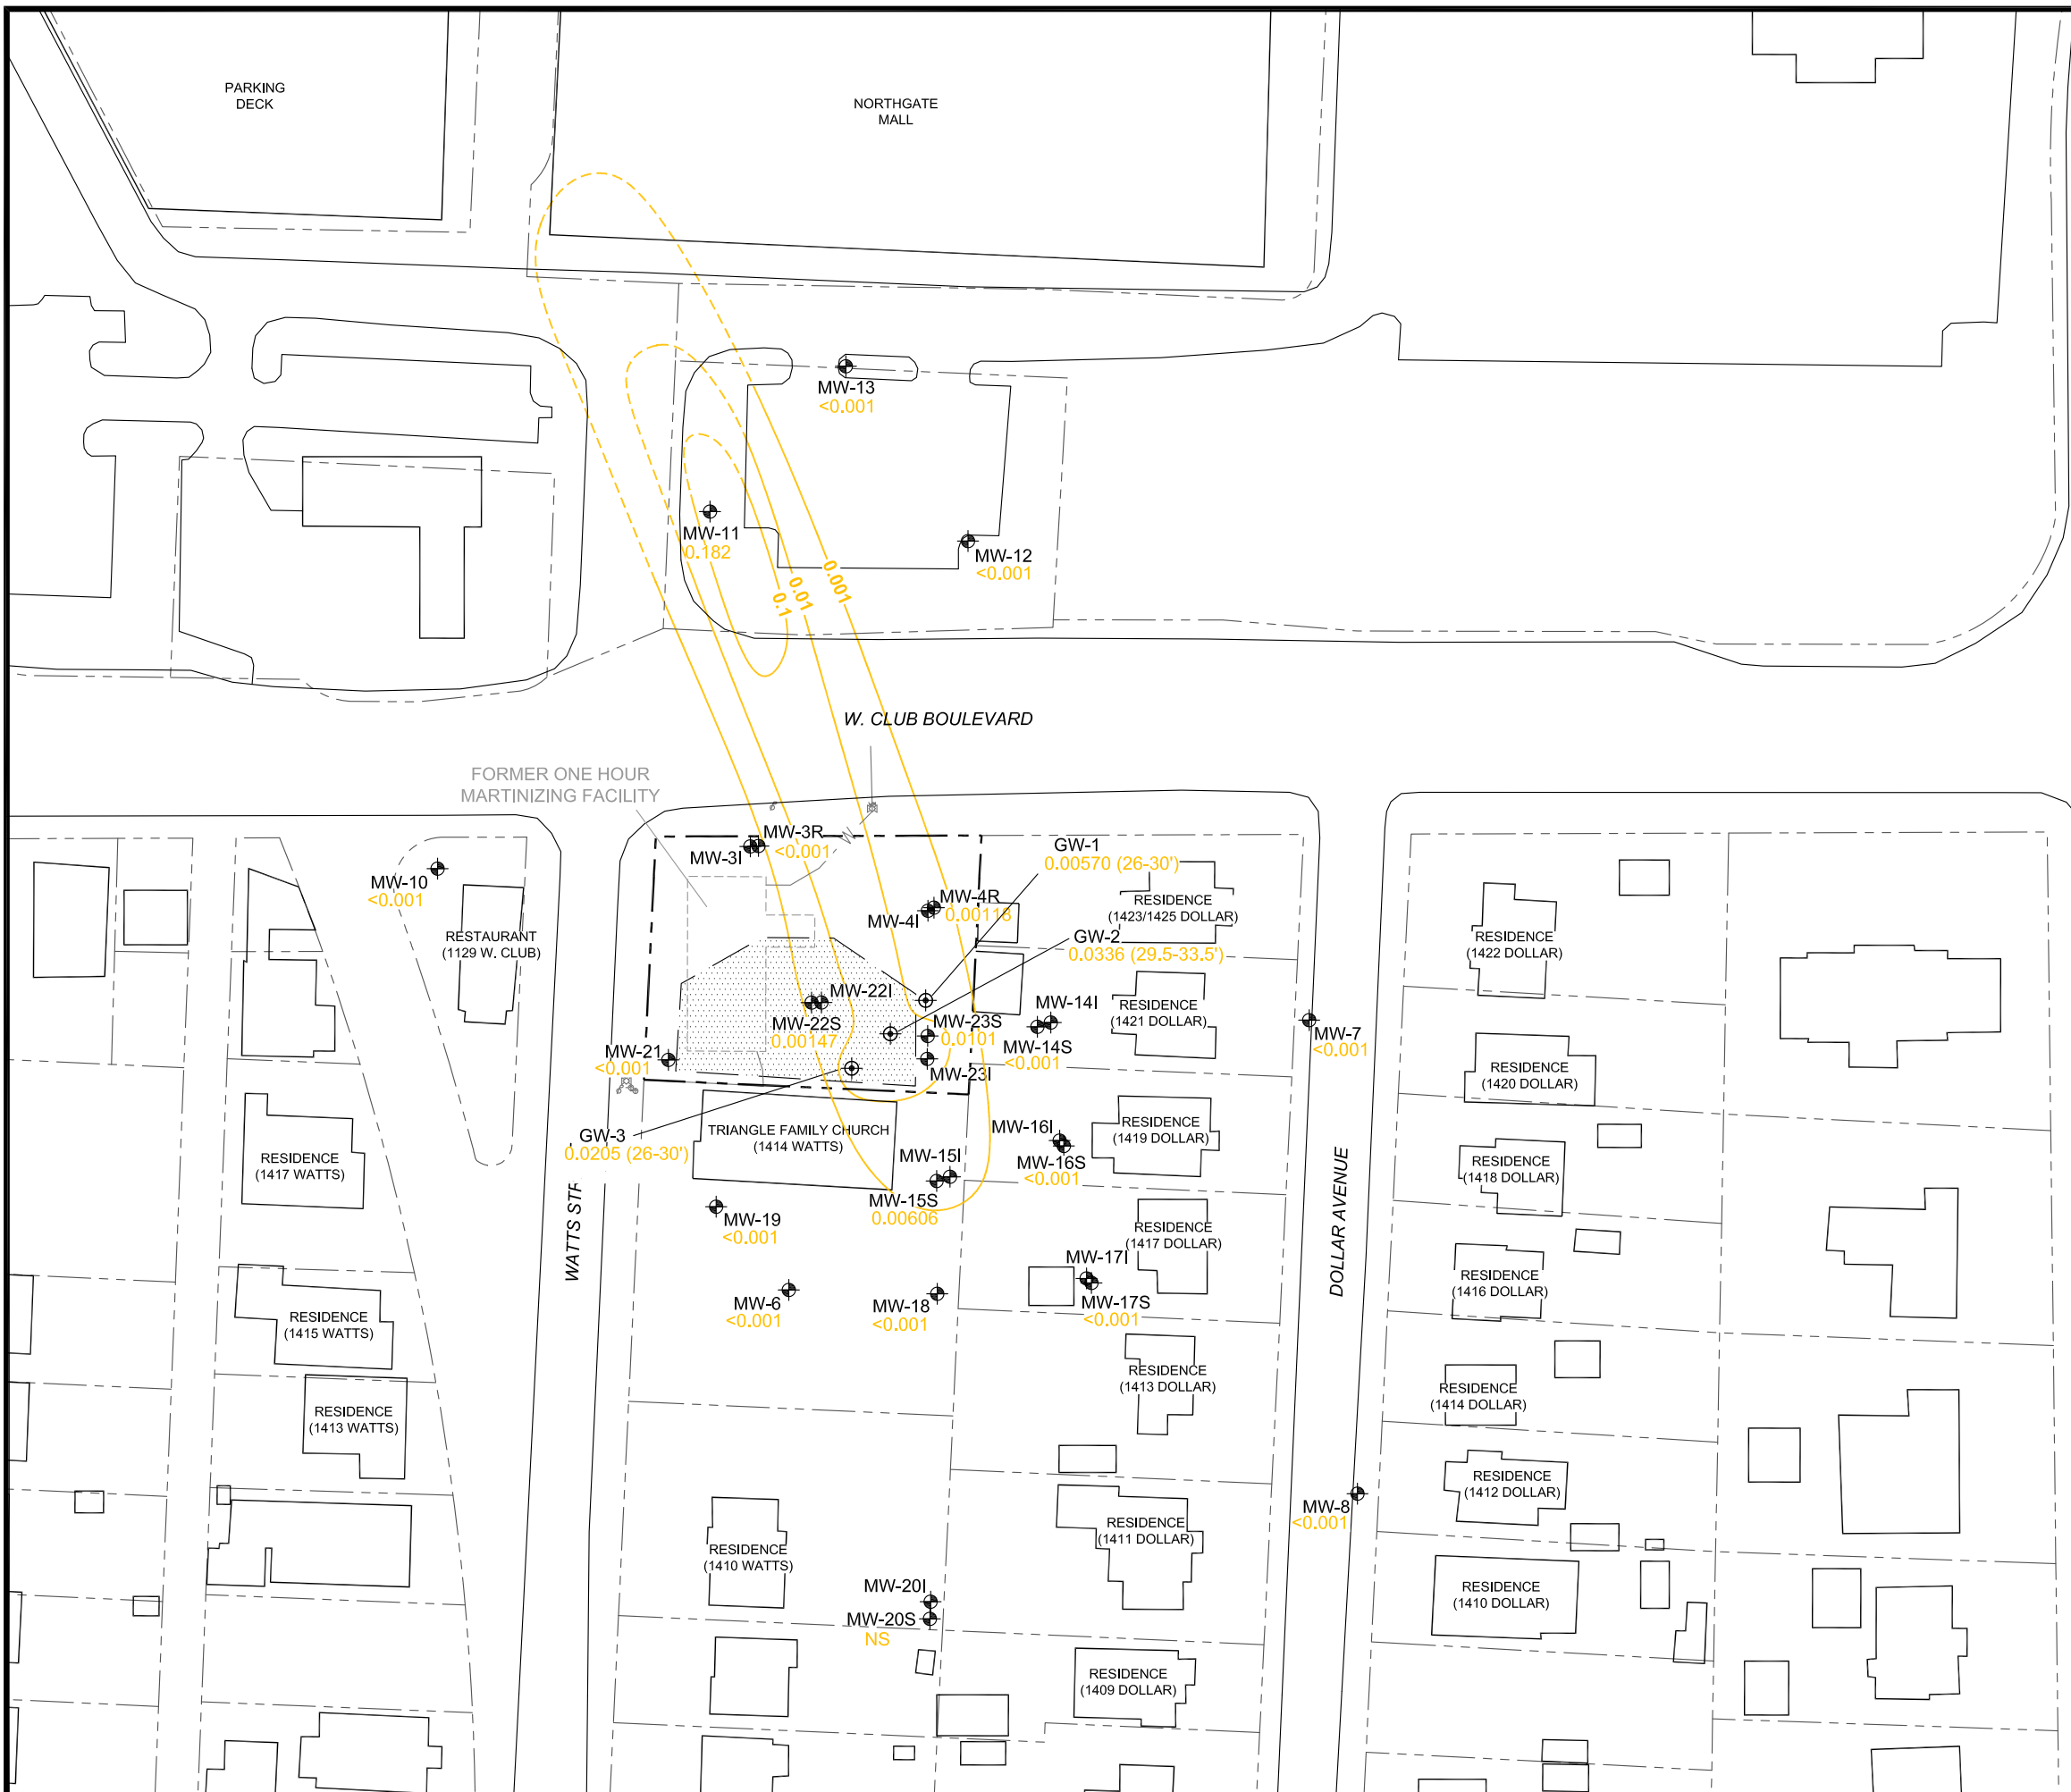 PARKING
DECK
NORTHGATE
MALL
MW-13
<0.001
MW-11
0.182
MW-12
<0.001
0.1
0.01
0.001
W. CLUB BOULEVARD
FORMER ONE HOUR
MARTINIZING FACILITY
MW-3R
<0.001
MW-3I
GW-1
0.00570 (26-30')
MW-10
<0.001
MW-4R
0.00118
MW-4I
RESIDENCE
(1423/1425 DOLLAR)
RESTAURANT
(1129 W. CLUB)
GW-2
0.0336 (29.5-33.5')
RESIDENCE
(1422 DOLLAR)
MW-22I
MW-22S
0.00147
MW-23S
0.0101
MW-23I
MW-14I
MW-14S
<0.001
RESIDENCE
(1421 DOLLAR)
MW-7
<0.001
MW-21
<0.001
RESIDENCE
(1420 DOLLAR)
GW-3
0.0205 (26-30')
TRIANGLE FAMILY CHURCH
(1414 WATTS)
MW-16I
MW-16S
<0.001
RESIDENCE
(1419 DOLLAR)
RESIDENCE
(1417 WATTS)
MW-15I
MW-15S
0.00606
RESIDENCE
(1418 DOLLAR)
WATTS STR
DOLLAR AVENUE
MW-19
<0.001
RESIDENCE
(1417 DOLLAR)
MW-17I
MW-17S
<0.001
RESIDENCE
(1416 DOLLAR)
MW-6
<0.001
MW-18
<0.001
RESIDENCE
(1415 WATTS)
RESIDENCE
(1413 DOLLAR)
RESIDENCE
(1414 DOLLAR)
RESIDENCE
(1413 WATTS)
RESIDENCE
(1412 DOLLAR)
MW-8
<0.001
RESIDENCE
(1411 DOLLAR)
RESIDENCE
(1410 WATTS)
MW-20I
MW-20S
NS
RESIDENCE
(1410 DOLLAR)
RESIDENCE
(1409 DOLLAR)